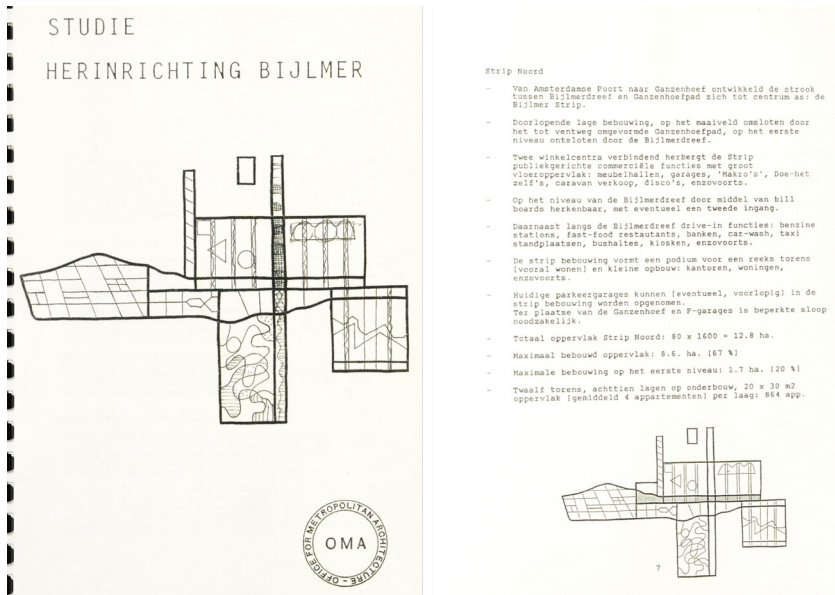 STUDIE
HERINRICHTING BIJLMER
OMA
OFFICE FOR METROPOLITAN ARCHITECTURE -
Strip Noord
- Van Amsterdamse Poort naar Ganzenhoef ontwikkeld de strook
tussen Bijlmerdreef en Ganzenhoefpad zich tot centrum as: de
Bijlmer Strip.
- Doorlopende lage bebouwing, op het maaiveld omsloten door
het tot ventweg omgevormde Ganzenhoefpad, op het eerste
niveau ontsloten door de Bijlmerdreef.
- Twee winkelcentra verbindend herbergt de Strip
publiekgerichte commerciële functies met groot
vloeroppervlak: meubelhallen, garages, 'Makro's', Doe-het
zelf's, caravan verkoop, disco's, enzovoorts.
- Op het niveau van de Bijlmerdreef door middel van bill
boards herkenbaar, met eventueel een tweede ingang.
- Daarnaast langs de Bijlmerdreef drive-in functies: benzine
stations, fast-food restautants, banken, car-wash, taxi
standplaatsen, bushaltes, kiosken, enzovoorts.
- De strip bebouwing vormt een podium voor een reeks torens
[vooral wonen] en kleine opbouw: kantoren, woningen,
enzovoorts.
- Huidige parkeergarages kunnen [eventueel, voorlopig] in de
strip bebouwing worden opgenomen.
Ter plaatse van de Ganzenhoef en F-garages is beperkte sloop
noodzakelijk.
- Totaal oppervlak Strip Noord: 80 x 1600 = 12.8 ha.
- Maximaal bebouwd oppervlak: 8.6. ha. [67 %]
- Maximale bebouwing op het eerste niveau: 1.7 ha. [20 %]
- Twaalf torens, achttien lagen op onderbouw, 20 x 30 m2
oppervlak [gemiddeld 4 appartementen] per laag: 864 app.
7